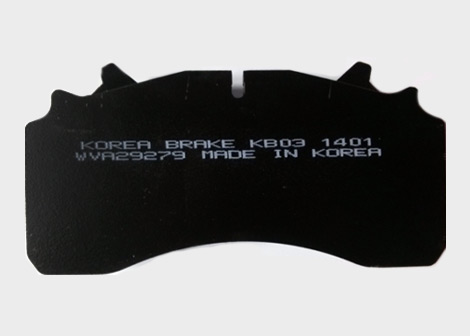 KOREA BRAKE KB03 1401
WVA29279 MADE IN KOREA